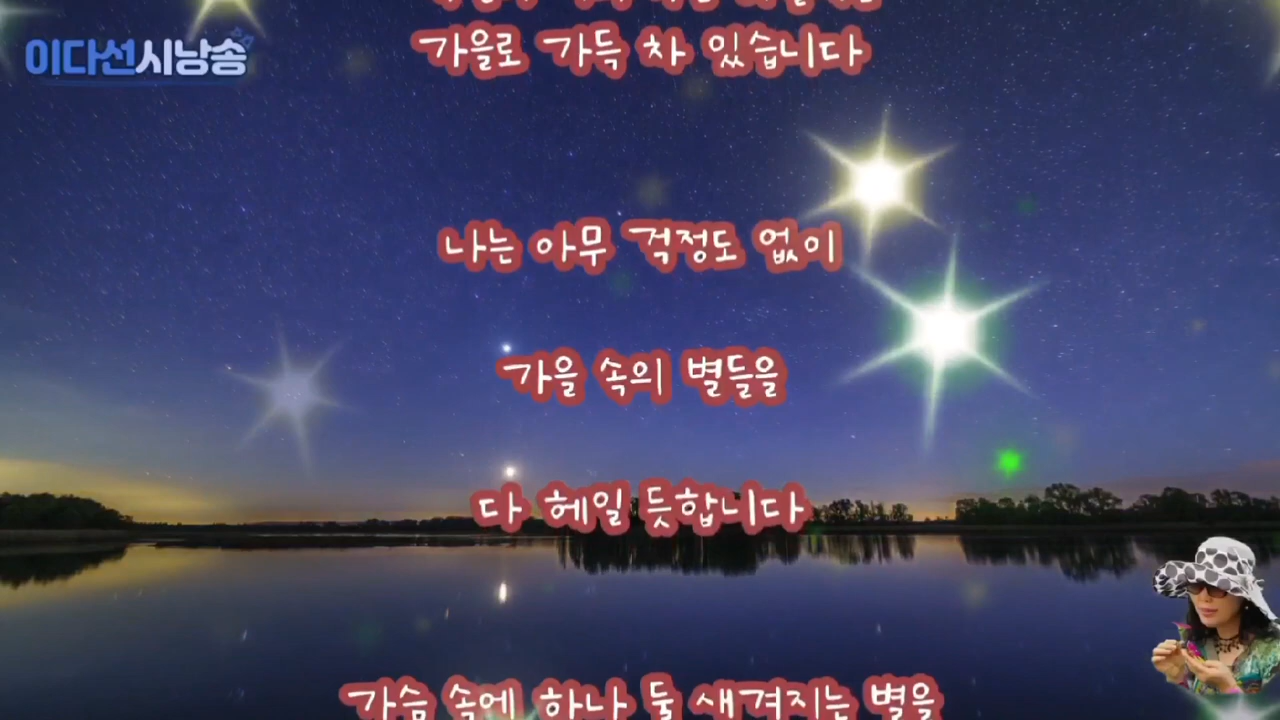 가을로 가득 차 있습니다
이다선시낭송
나는 아무 걱정도 없이
가을 속의 별들을
다 헤일 듯합니다
가슴 속에 하나 둘 새겨지는 별을